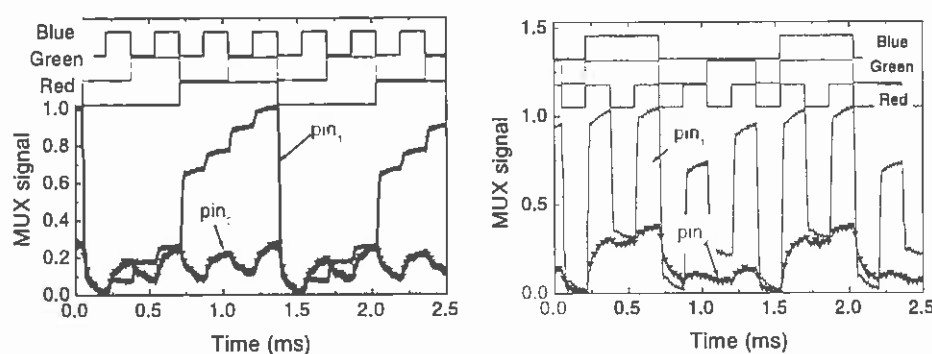 Blue
Green
Red
1.0
0.8
0.6
0.4
0.2
0.0
MUX signal
pin₁
pin₂
0.0 0.5 1.0 1.5 2.0 2.5
Time (ms)
1.5
1.0
0.5
0.0
MUX signal
Blue
Green
Red
pin₁
pin
0.0 0.5 1.0 1.5 2.0 2.5
Time (ms)